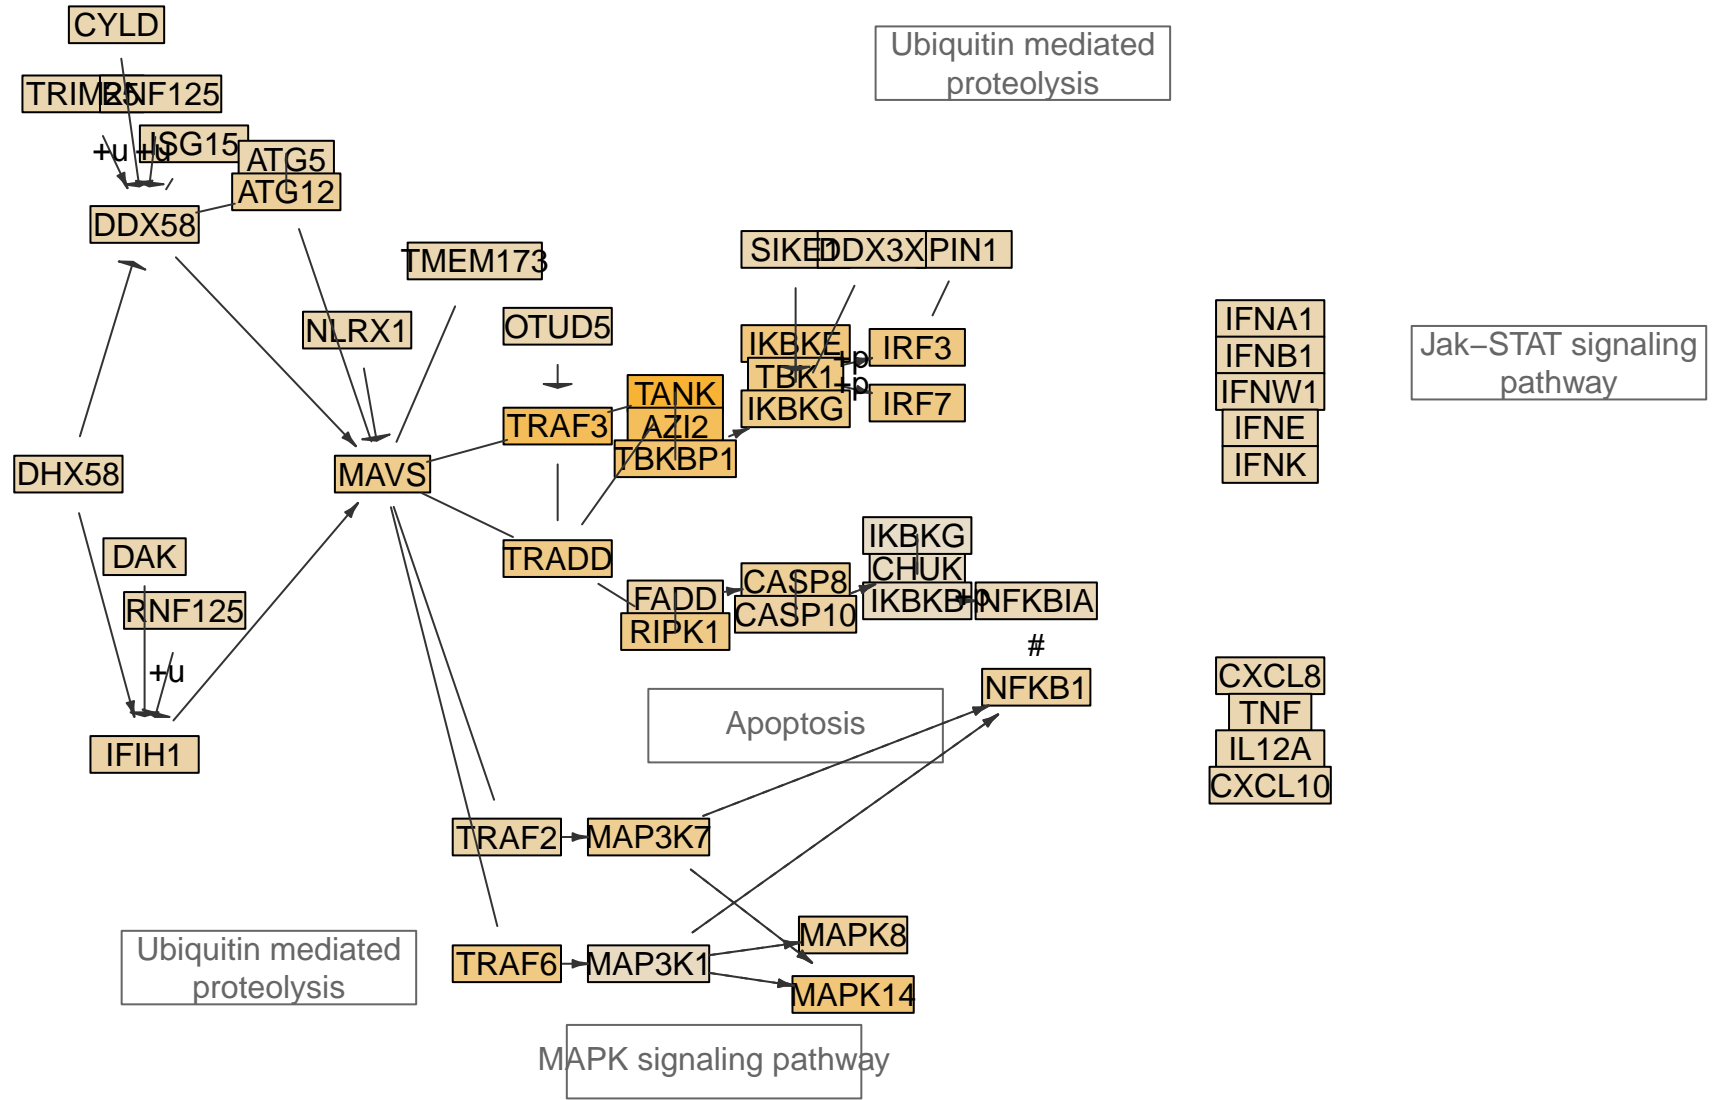 CYLD
Ubiquitin mediated
proteolysis
TRIM25
RNF125
+u
+u
ISG15
ATG5
ATG12
DDX58
TMEM173
SIKE1
DDX3X
PIN1
NLRX1
OTUD5
IKBKE
+p
IRF3
TBK1
+p
IKBKG
IRF7
IFNA1
IFNB1
IFNW1
IFNE
IFNK
Jak−STAT signaling
pathway
TANK
TRAF3
AZI2
TBKBP1
DHX58
MAVS
DAK
RNF125
+u
IFIH1
TRADD
FADD
RIPK1
CASP8
CASP10
IKBKG
CHUK
IKBKB
+p
NFKBIA
#
NFKB1
CXCL8
TNF
IL12A
CXCL10
Apoptosis
TRAF2
MAP3K7
TRAF6
MAP3K1
MAPK8
MAPK14
Ubiquitin mediated
proteolysis
MAPK signaling pathway